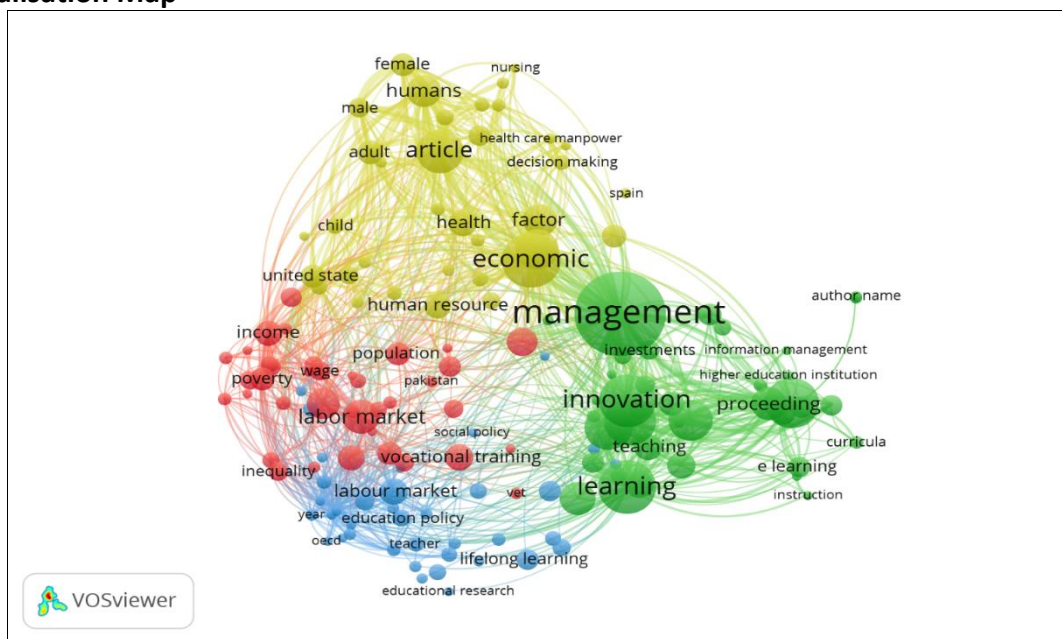 alisation Map
female
nursing
humans
male
health care manpower
article
adult
decision making
spain
child
health
factor
economic
united state
author name
human resource
management
income
population
investments
information management
wage
poverty
pakistan
higher education institution
innovation
proceeding
labor market
social policy
teaching
curricula
vocational training
inequality
e learning
learning
labour market
vet
instruction
year
education policy
oecd
teacher
lifelong learning
educational research
VOSviewer